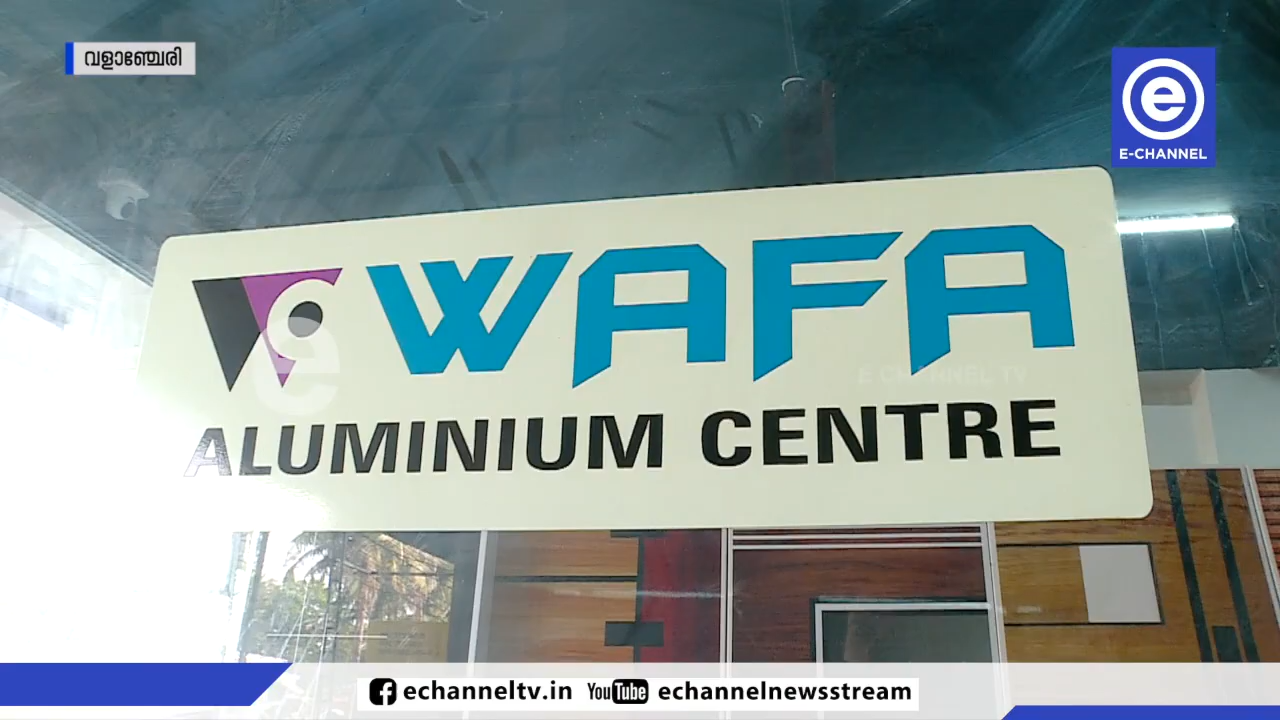 വളാഞ്ചേരി
e
E-CHANNEL
WAFA
e
E CHANNEL TV
ALUMINIUM CENTRE
echanneltv.in YouTube echannelnewsstream